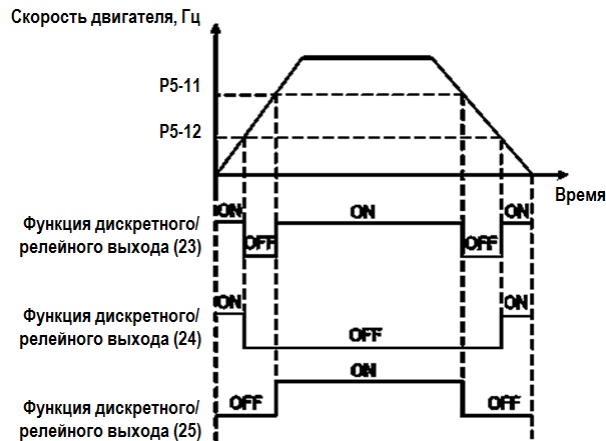 Скорость двигателя, Гц
P5-11
P5-12
Время
ON
ON
ON
Функция дискретного/
релейного выхода (23)
OFF
OFF
ON
ON
Функция дискретного/
релейного выхода (24)
OFF
ON
Функция дискретного/
релейного выхода (25)
OFF
OFF